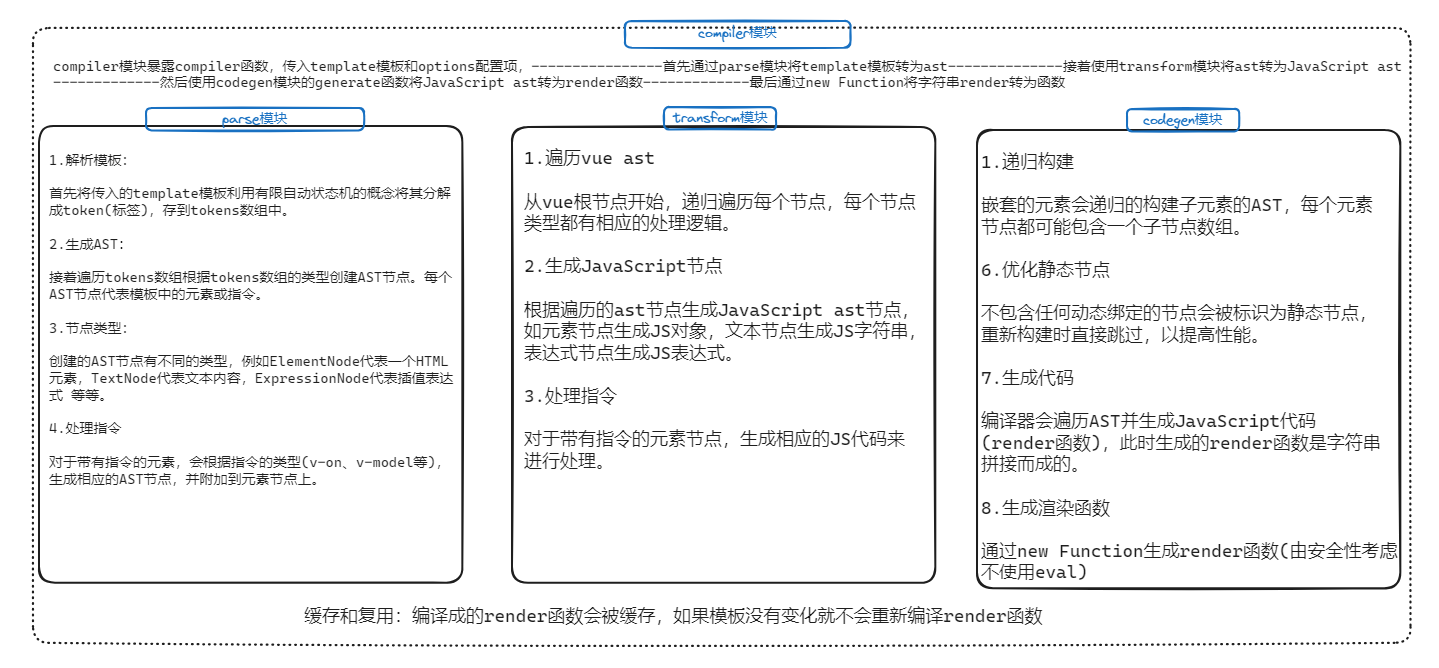 compiler模块
compiler模块暴露compiler函数，传入template模板和options配置项，----------------首先通过parse模块将template模板转为ast--------------接着使用transform模块将ast转为JavaScript ast
-------------然后使用codegen模块的generate函数将JavaScript ast转为render函数-------------最后通过new Function将字符串render转为函数
parse模块
1.解析模板：
首先将传入的template模板利用有限自动状态机的概念将其分解
成token(标签)，存到tokens数组中。
2.生成AST：
接着遍历tokens数组根据tokens数组的类型创建AST节点。每个
AST节点代表模板中的元素或指令。
3.节点类型：
创建的AST节点有不同的类型，例如ElementNode代表一个HTML
元素，TextNode代表文本内容，ExpressionNode代表插值表达
式 等等。
4.处理指令
对于带有指令的元素，会根据指令的类型(v-on、v-model等)，
生成相应的AST节点，并附加到元素节点上。
transform模块
1.遍历vue ast
从vue根节点开始，递归遍历每个节点，每个节点
类型都有相应的处理逻辑。
2.生成JavaScript节点
根据遍历的ast节点生成JavaScript ast节点，
如元素节点生成JS对象，文本节点生成JS字符串，
表达式节点生成JS表达式。
3.处理指令
对于带有指令的元素节点，生成相应的JS代码来
进行处理。
codegen模块
1.递归构建
嵌套的元素会递归的构建子元素的AST，每个元素
节点都可能包含一个子节点数组。
6.优化静态节点
不包含任何动态绑定的节点会被标识为静态节点，
重新构建时直接跳过，以提高性能。
7.生成代码
编译器会遍历AST并生成JavaScript代码
(render函数)，此时生成的render函数是字符串
拼接而成的。
8.生成渲染函数
通过new Function生成render函数(由安全性考虑
不使用eval)
缓存和复用：编译成的render函数会被缓存，如果模板没有变化就不会重新编译render函数